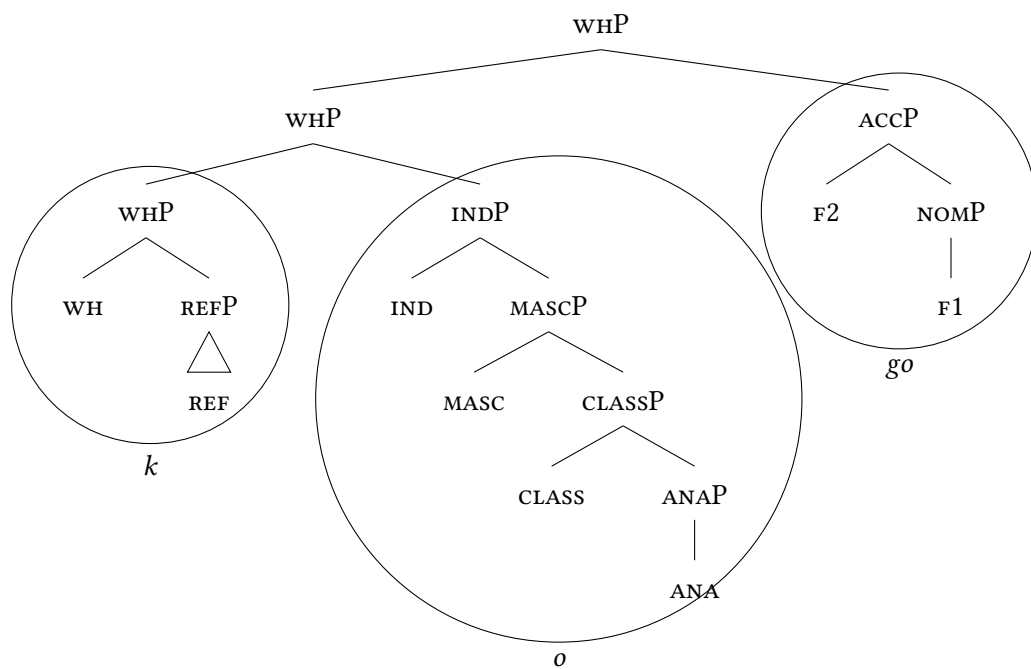 WHP
WHP ACCP
WHP INDP F2 NOMP
WH REFP IND MASCP F1
go
REF MASC CLASSP
k
CLASS ANAP
ANA
o